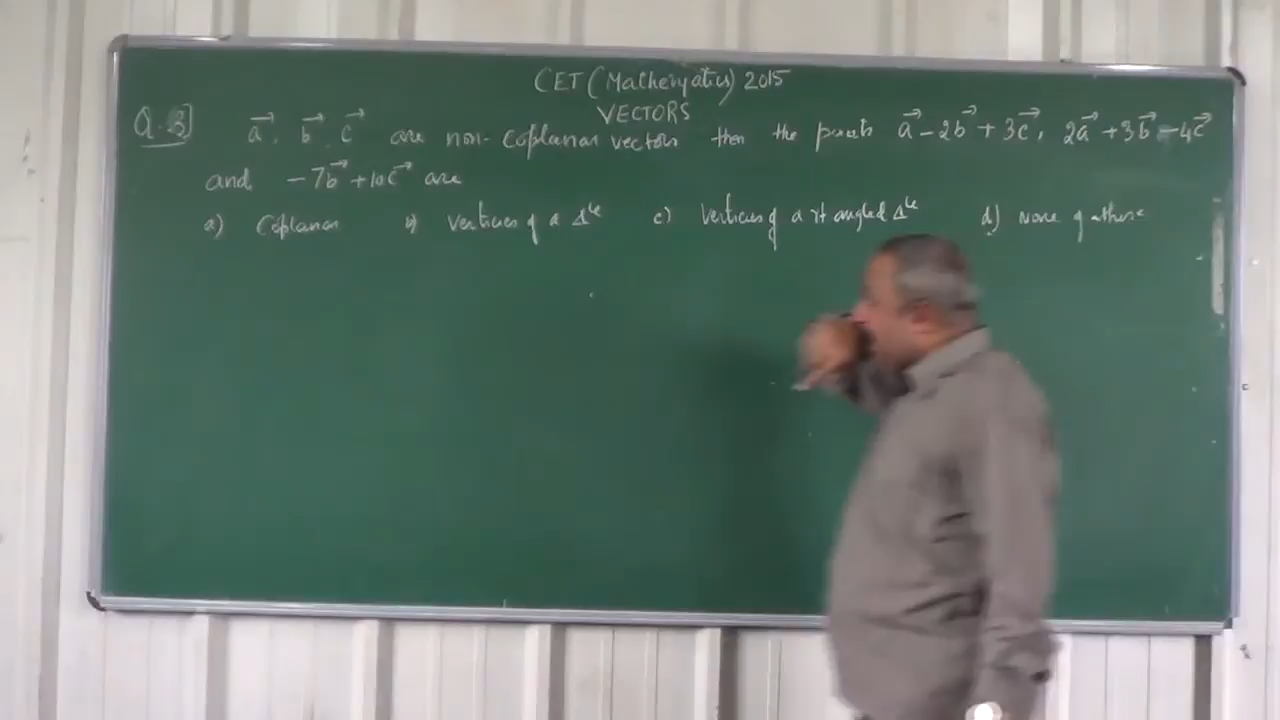 CET (Mathematics) 2015
VECTORS
Q.3] a⃗, b⃗, c⃗ are non-coplanar vectors then the points a⃗ - 2b⃗ + 3c⃗, 2a⃗ + 3b⃗ - 4c⃗
and -7b⃗ + 10c⃗ are
a) Coplanar b) vertices of a Δle c) vertices of a rt angled Δle d) None of these